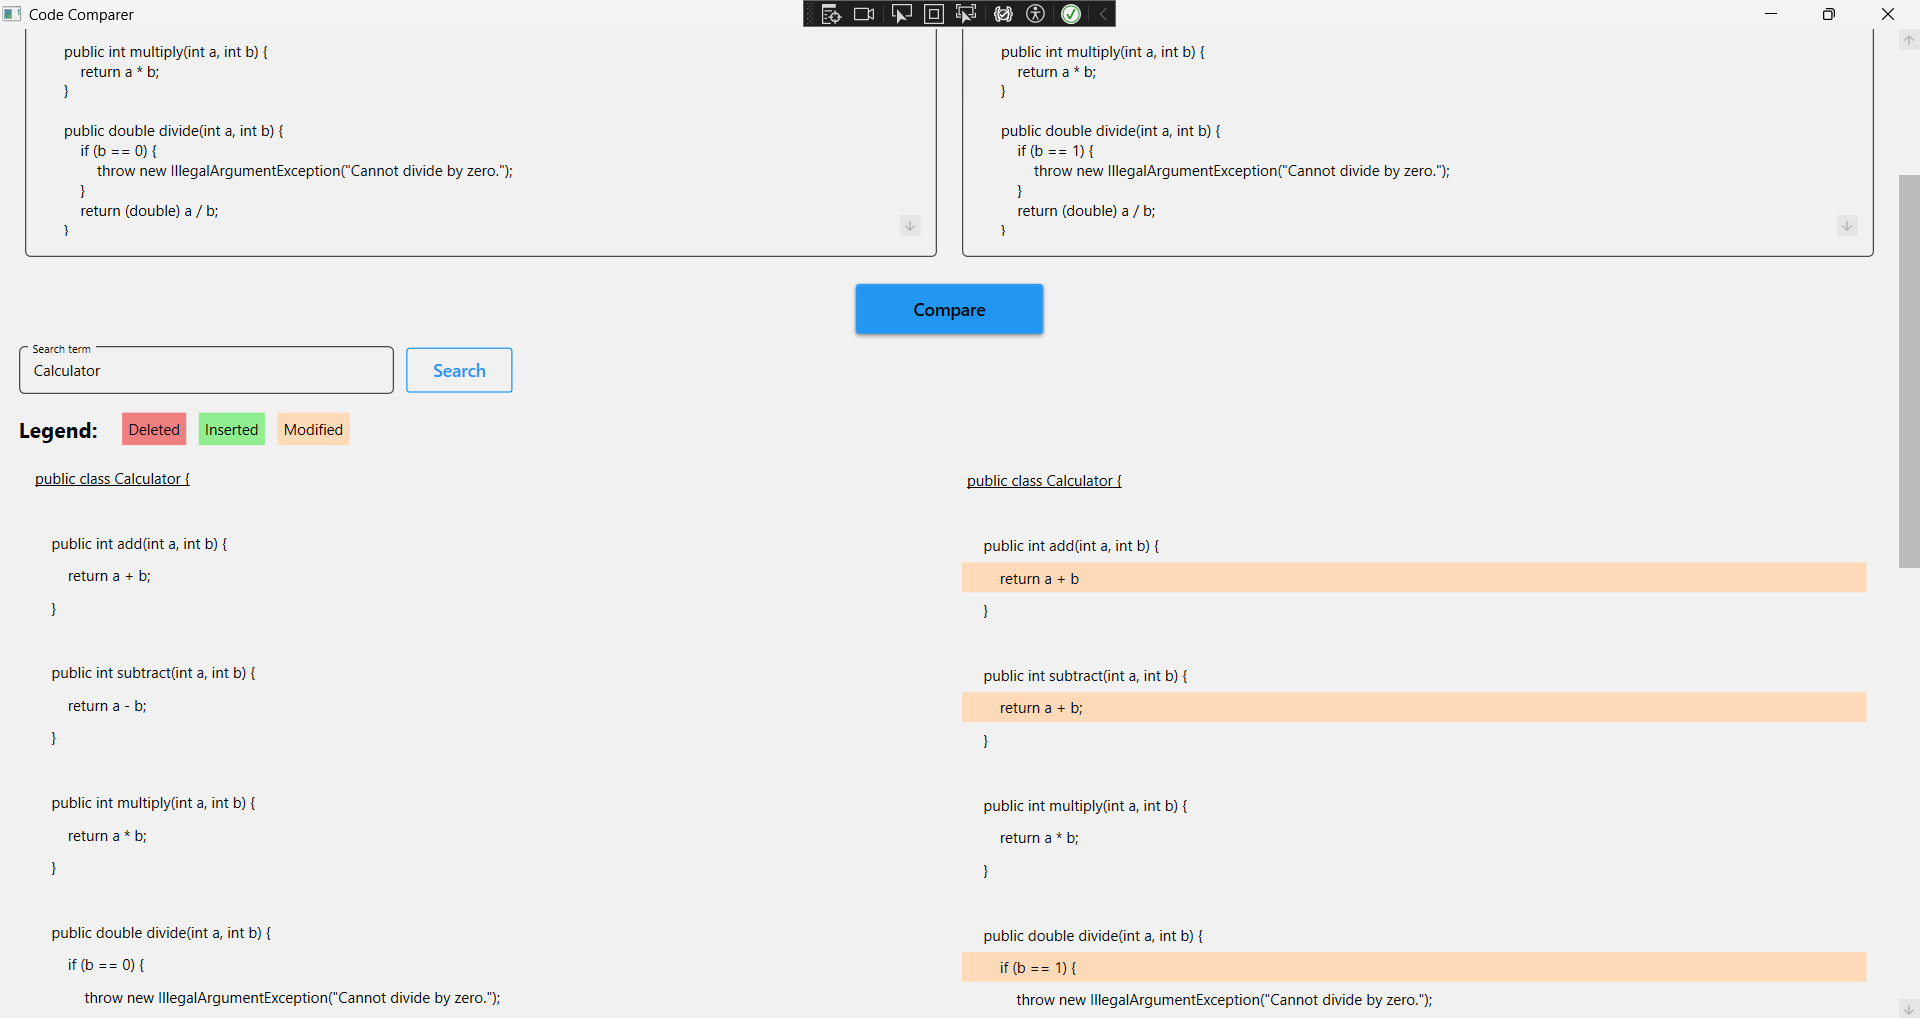 Code Comparer
public int multiply(int a, int b) {
return a * b;
}
public double divide(int a, int b) {
if (b == 0) {
throw new IllegalArgumentException("Cannot divide by zero.");
}
return (double) a / b;
}
public int multiply(int a, int b) {
return a * b;
}
public double divide(int a, int b) {
if (b == 1) {
throw new IllegalArgumentException("Cannot divide by zero.");
}
return (double) a / b;
}
Compare
Search term
Calculator
Search
Legend:
Deleted
Inserted
Modified
public class Calculator {
public int add(int a, int b) {
return a + b;
}
public int subtract(int a, int b) {
return a - b;
}
public int multiply(int a, int b) {
return a * b;
}
public double divide(int a, int b) {
if (b == 0) {
throw new IllegalArgumentException("Cannot divide by zero.");
public class Calculator {
public int add(int a, int b) {
return a + b
}
public int subtract(int a, int b) {
return a + b;
}
public int multiply(int a, int b) {
return a * b;
}
public double divide(int a, int b) {
if (b == 1) {
throw new IllegalArgumentException("Cannot divide by zero.");